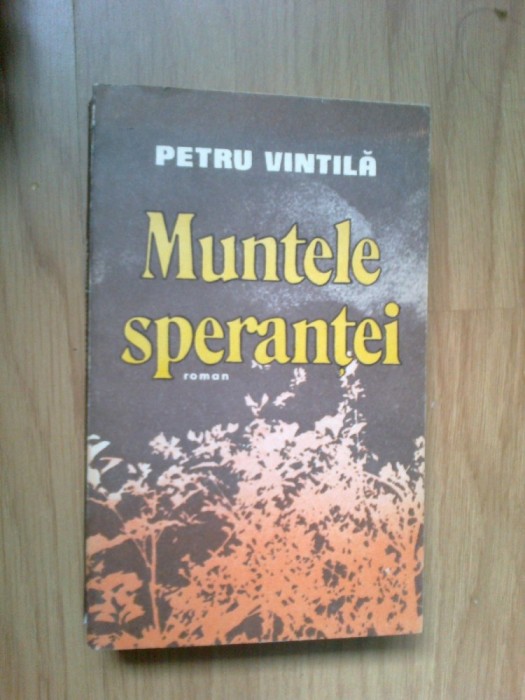 PETRU VINTILĂ
Muntele
speranței
roman